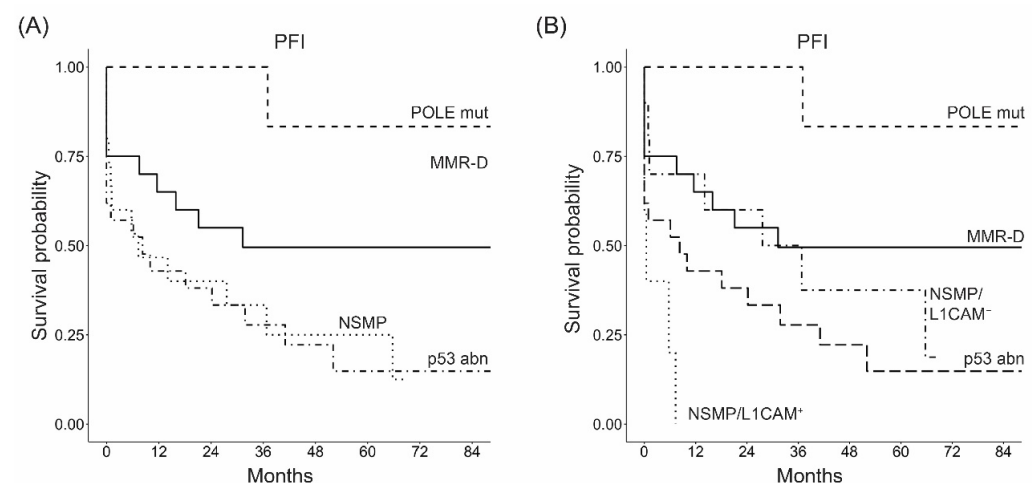 (A)
PFI
1.00
0.75
0.50
0.25
0.00
Survival probability
POLE mut
MMR-D
NSMP
p53 abn
0 12 24 36 48 60 72 84
Months
(B)
PFI
1.00
0.75
0.50
0.25
0.00
Survival probability
POLE mut
MMR-D
NSMP/
L1CAM⁻
p53 abn
NSMP/L1CAM⁺
0 12 24 36 48 60 72 84
Months